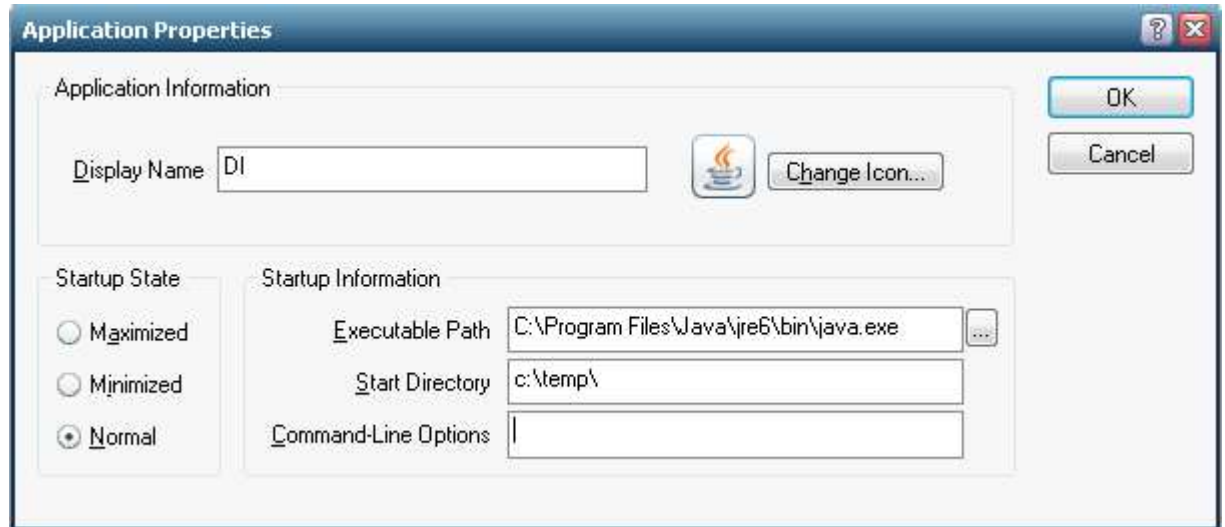 Application Properties
Application Information
OK
Display Name DI Change Icon...
Cancel
Startup State
Startup Information
Maximized
Executable Path C:\Program Files\Java\jre6\bin\java.exe ...
Minimized
Start Directory c:\temp\
Normal
Command-Line Options